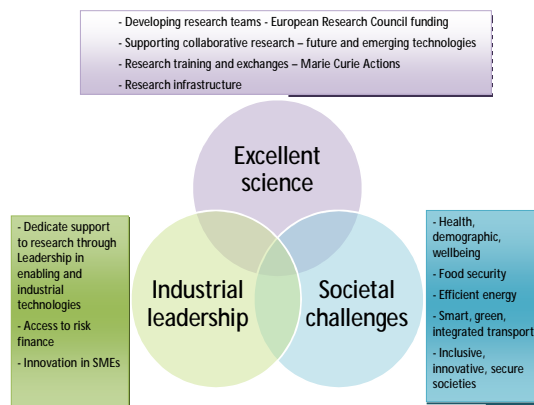 - Developing research teams - European Research Council funding
- Supporting collaborative research – future and emerging technologies
- Research training and exchanges – Marie Curie Actions
- Research infrastructure
Excellent
science
- Dedicate support
to research through
Leadership in
enabling and
industrial
technologies
- Access to risk
finance
- Innovation in SMEs
Industrial
leadership
Societal
challenges
- Health,
demographic,
wellbeing
- Food security
- Efficient energy
- Smart, green,
integrated transport
- Inclusive,
innovative, secure
societies